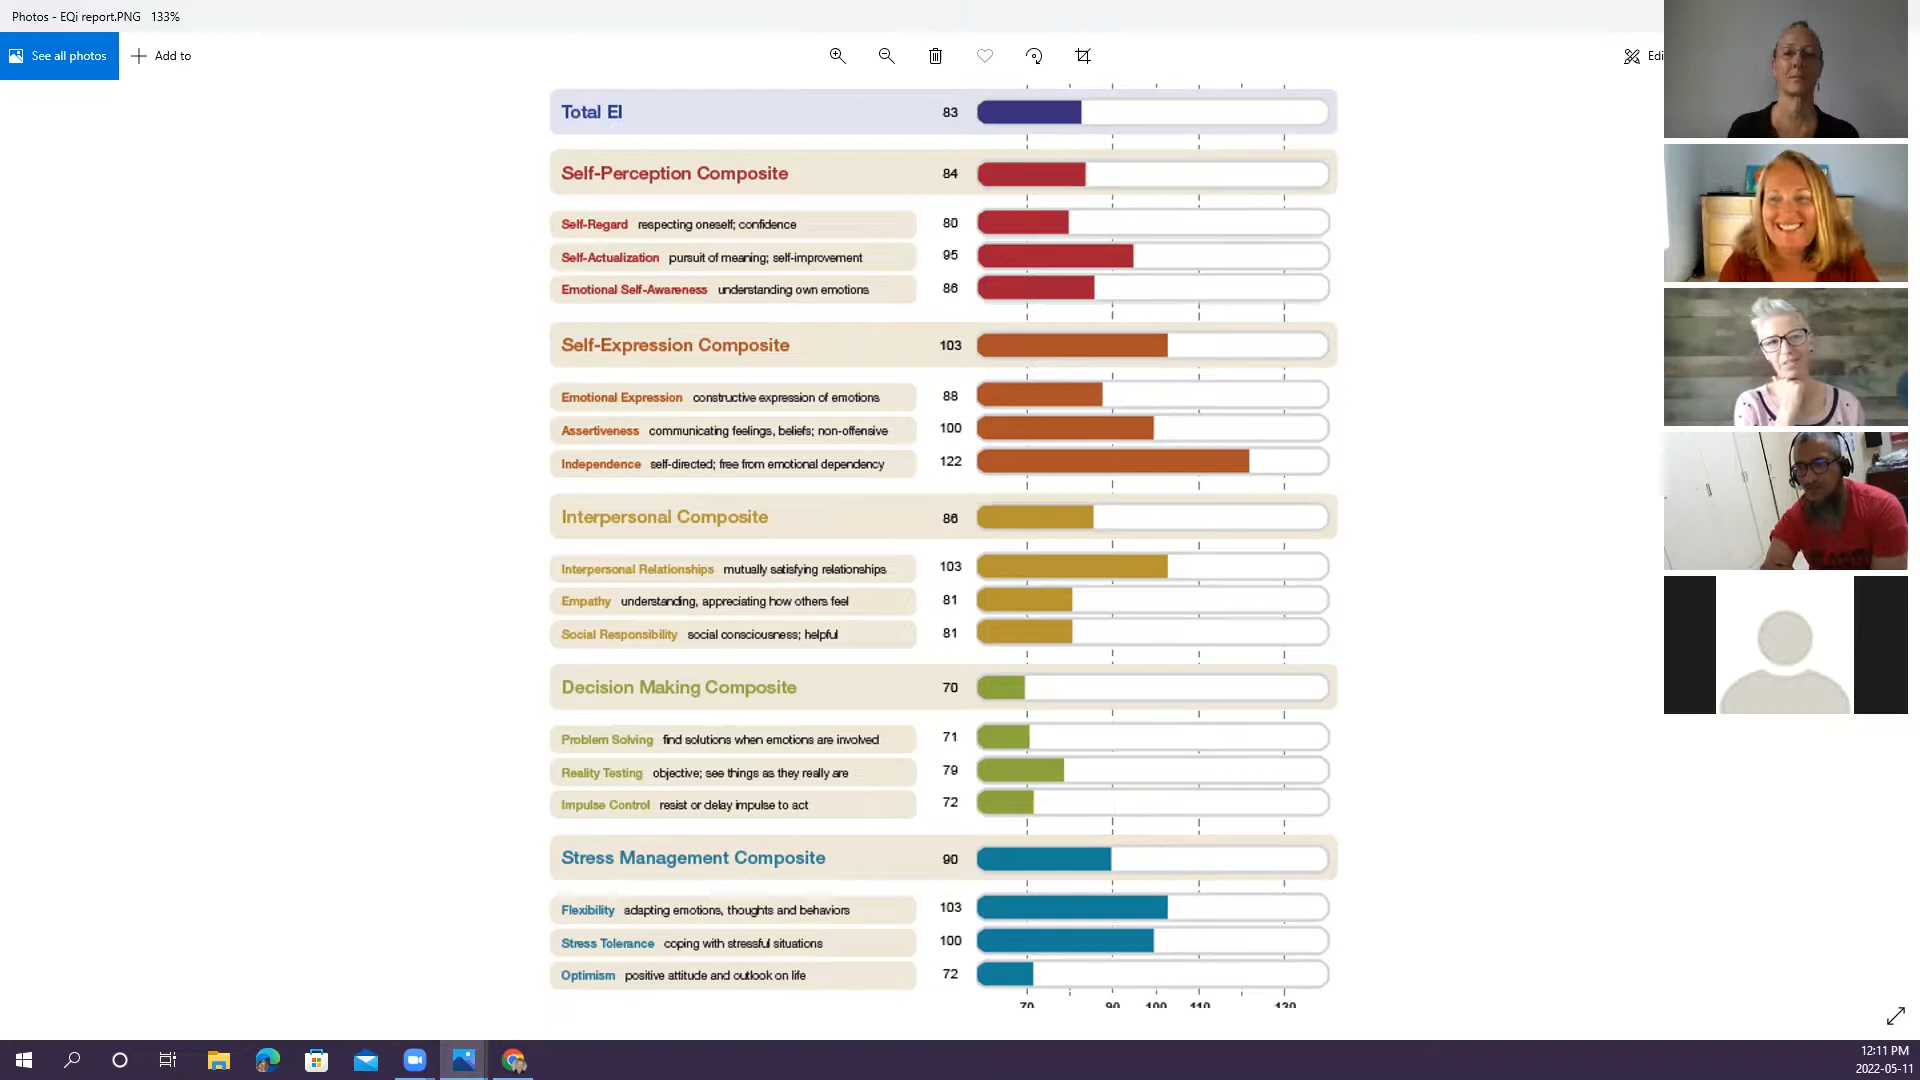 Photos - EQi report.PNG 133%
See all photos
Add to
Total EI 83
Self-Perception Composite 84
Self-Regard respecting oneself; confidence 80
Self-Actualization pursuit of meaning; self-improvement 95
Emotional Self-Awareness understanding own emotions 86
Self-Expression Composite 103
Emotional Expression constructive expression of emotions 88
Assertiveness communicating feelings, beliefs; non-offensive 100
Independence self-directed; free from emotional dependency 122
Interpersonal Composite 86
Interpersonal Relationships mutually satisfying relationships 103
Empathy understanding, appreciating how others feel 81
Social Responsibility social consciousness; helpful 81
Decision Making Composite 70
Problem Solving find solutions when emotions are involved 71
Reality Testing objective; see things as they really are 79
Impulse Control resist or delay impulse to act 72
Stress Management Composite 90
Flexibility adapting emotions, thoughts and behaviors 103
Stress Tolerance coping with stressful situations 100
Optimism positive attitude and outlook on life 72
70 90 100 110 130
12:11 PM
2022-05-11